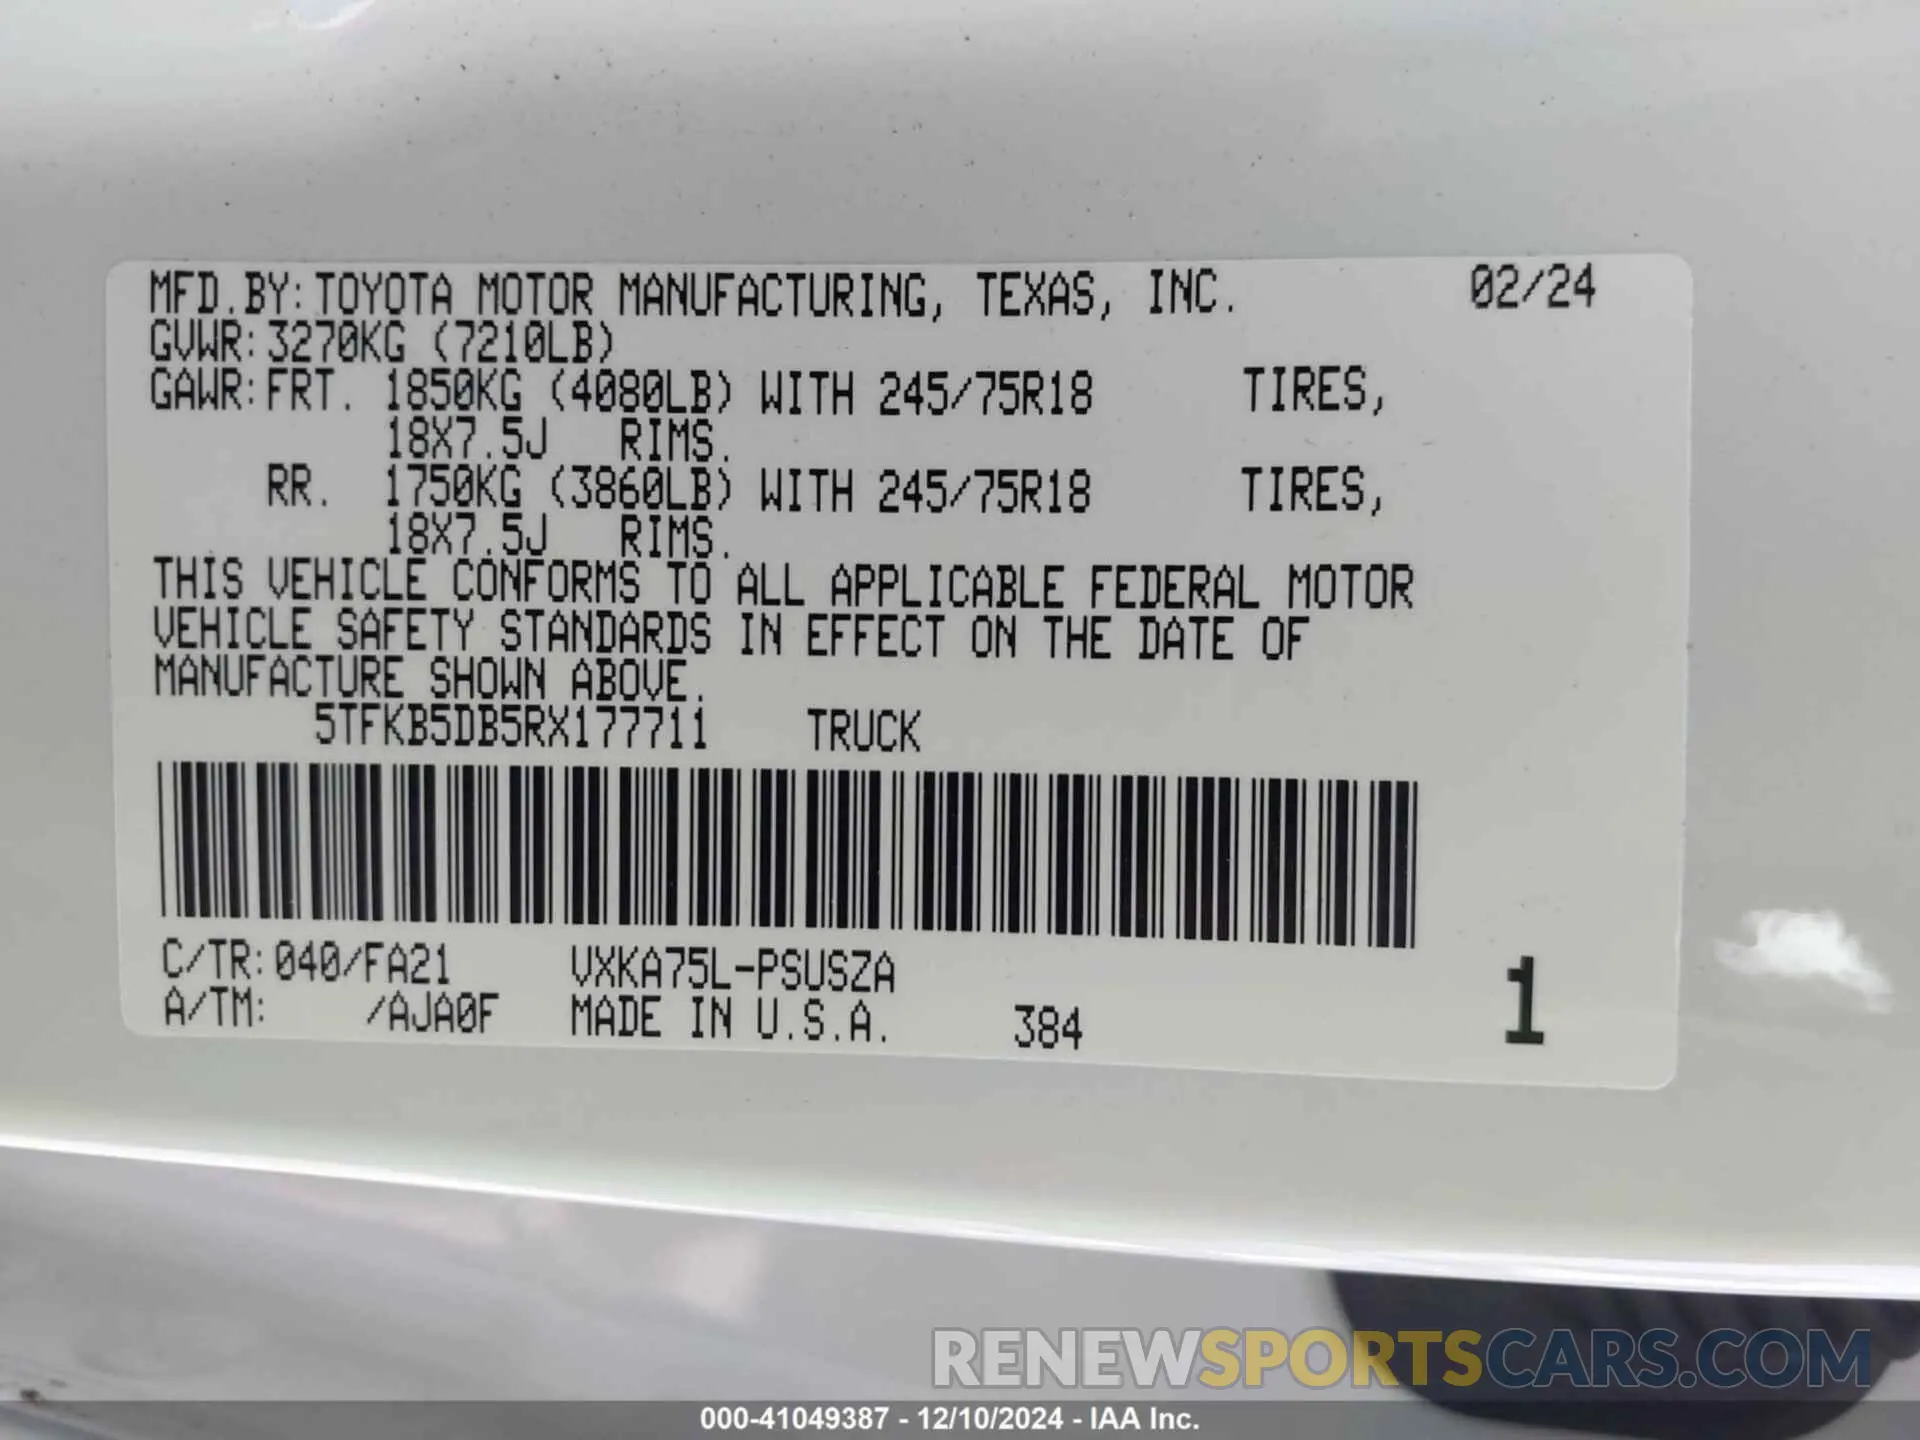 MFD.BY: TOYOTA MOTOR MANUFACTURING, TEXAS, INC. 02/24
GVWR: 3270KG (7210LB)
GAWR: FRT. 1850KG (4080LB) WITH 245/75R18 TIRES,
18X7.5J RIMS.
RR. 1750KG (3860LB) WITH 245/75R18 TIRES,
18X7.5J RIMS.
THIS VEHICLE CONFORMS TO ALL APPLICABLE FEDERAL MOTOR
VEHICLE SAFETY STANDARDS IN EFFECT ON THE DATE OF
MANUFACTURE SHOWN ABOVE.
5TFKB5DB5RX177711 TRUCK
C/TR: 040/FA21 VXKA75L-PSUSZA
A/TM: /AJA0F MADE IN U.S.A. 384 1
RENEWSPORTSCARS.COM
000-41049387 - 12/10/2024 - IAA Inc.